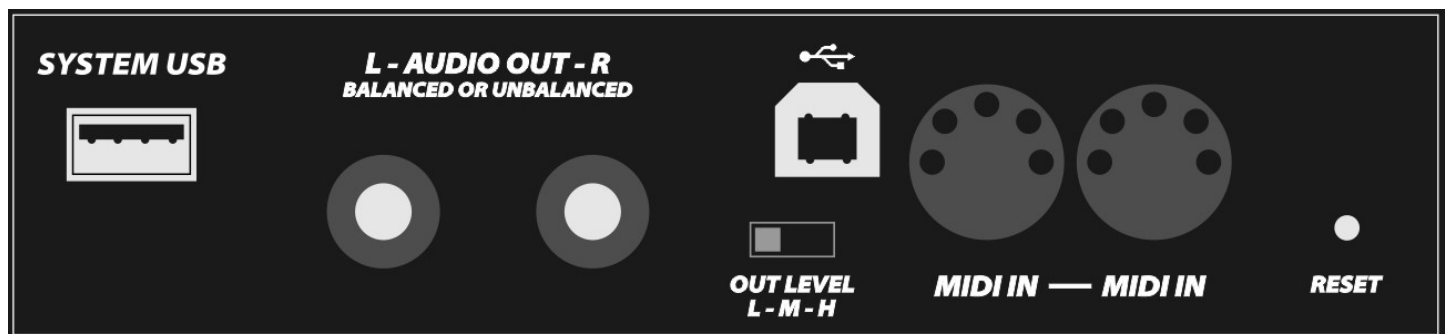 SYSTEM USB
L - AUDIO OUT - R
BALANCED OR UNBALANCED
OUT LEVEL
L - M - H
MIDI IN — MIDI IN
RESET